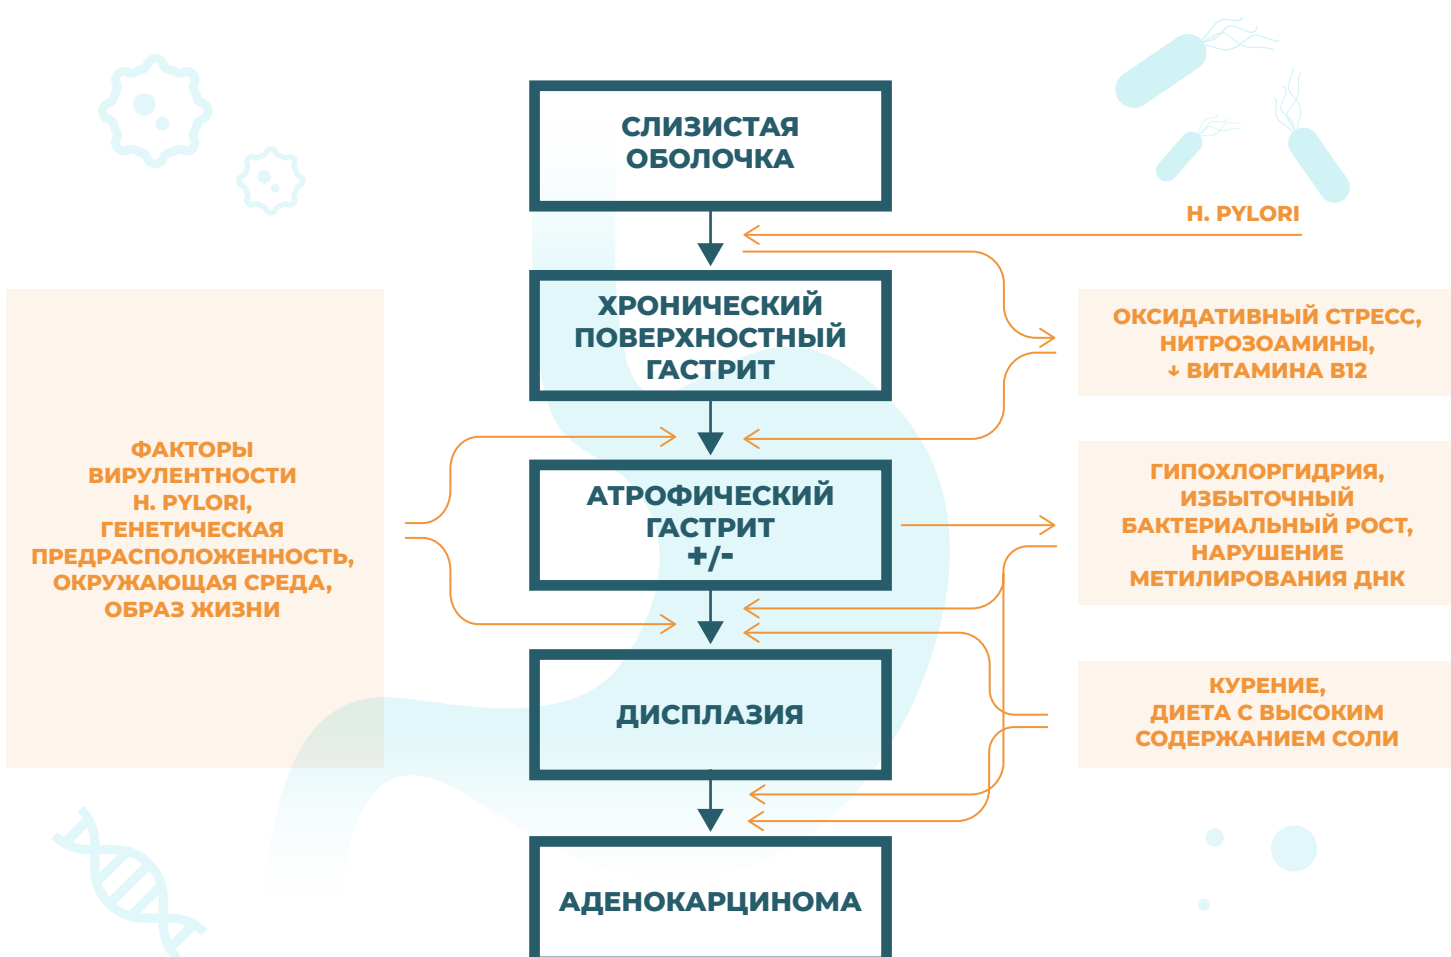 СЛИЗИСТАЯ
ОБОЛОЧКА
H. PYLORI
ХРОНИЧЕСКИЙ
ПОВЕРХНОСТНЫЙ
ГАСТРИТ
ОКСИДАТИВНЫЙ СТРЕСС,
НИТРОЗОАМИНЫ,
↓ ВИТАМИНА B12
ФАКТОРЫ
ВИРУЛЕНТНОСТИ
H. PYLORI,
ГЕНЕТИЧЕСКАЯ
ПРЕДРАСПОЛОЖЕННОСТЬ,
ОКРУЖАЮЩАЯ СРЕДА,
ОБРАЗ ЖИЗНИ
АТРОФИЧЕСКИЙ
ГАСТРИТ
+/-
ГИПОХЛОРГИДРИЯ,
ИЗБЫТОЧНЫЙ
БАКТЕРИАЛЬНЫЙ РОСТ,
НАРУШЕНИЕ
МЕТИЛИРОВАНИЯ ДНК
ДИСПЛАЗИЯ
КУРЕНИЕ,
ДИЕТА С ВЫСОКИМ
СОДЕРЖАНИЕМ СОЛИ
АДЕНОКАРЦИНОМА